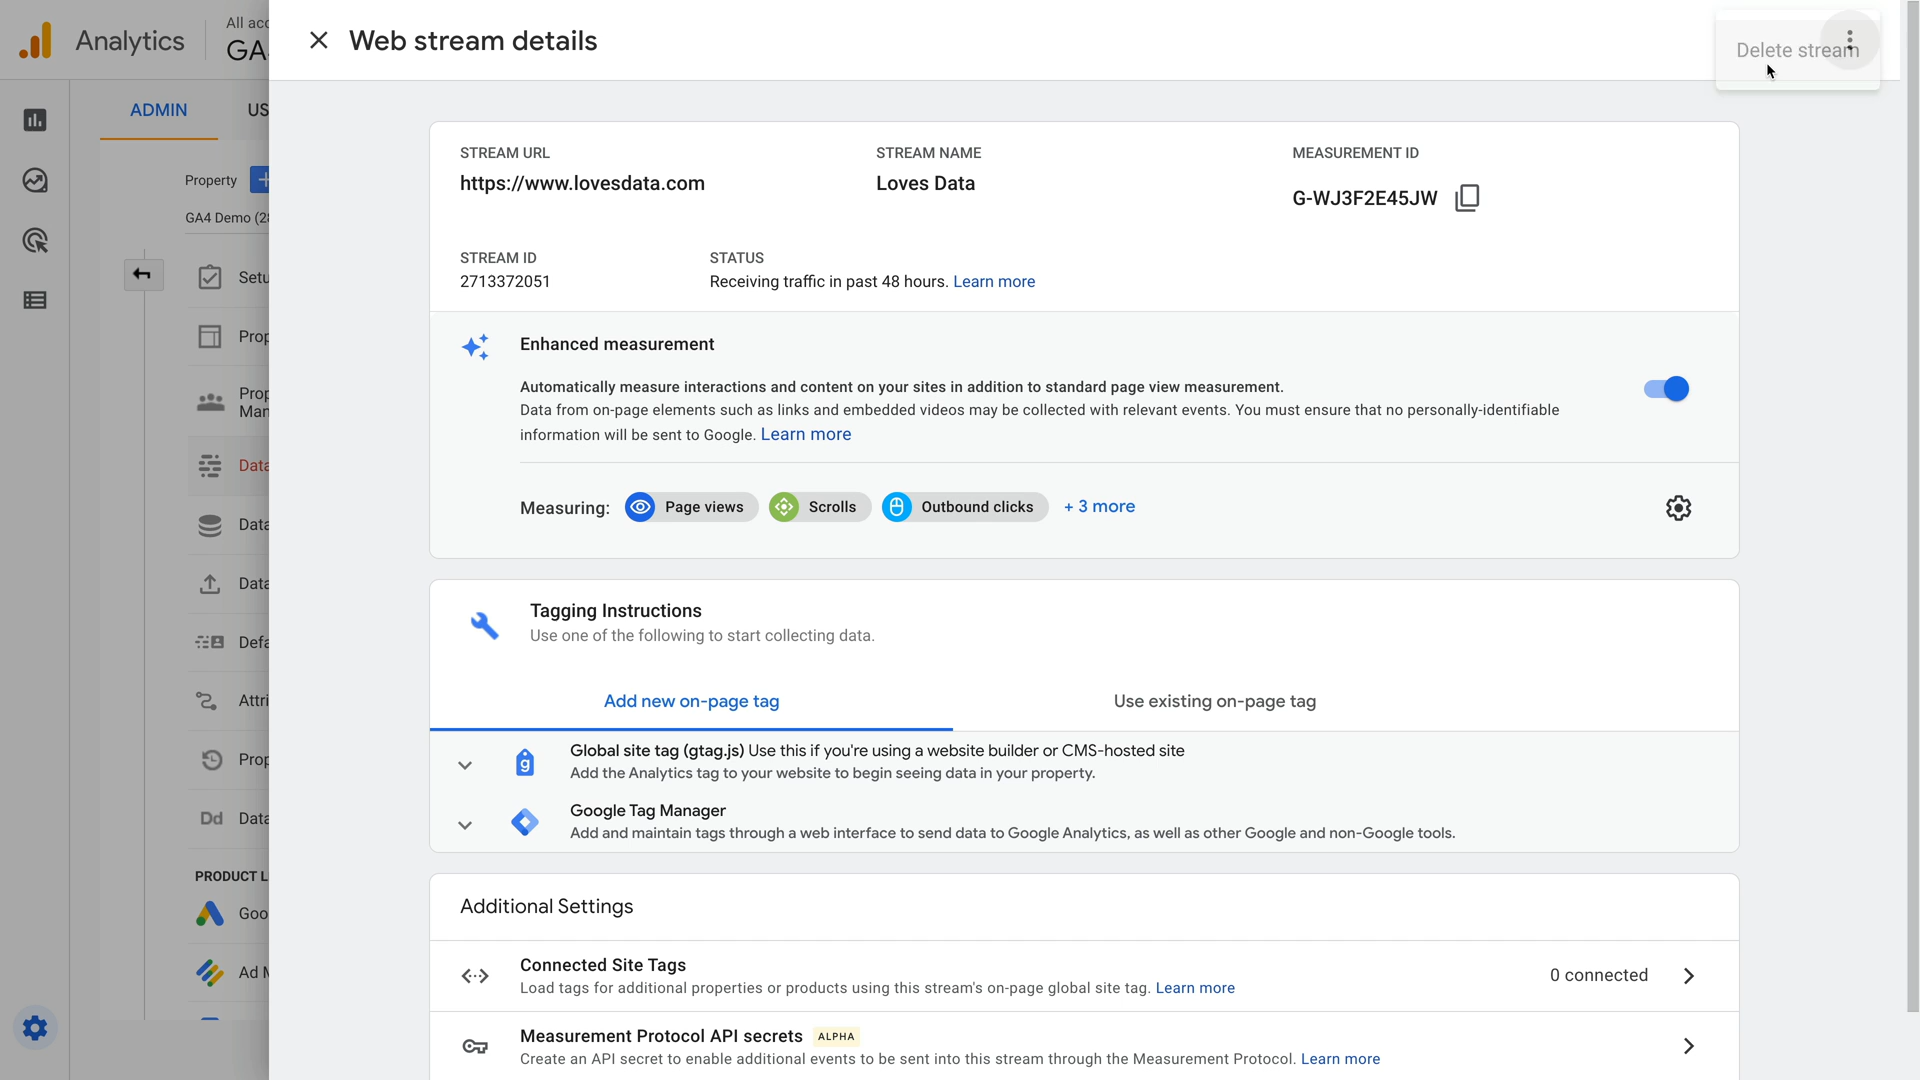 Analytics
All acc
GA4
Web stream details
Delete stream
ADMIN
US
Property
GA4 Demo (28
Setu
Prop
Prop
Man
Data
Data
Data
Defa
Attri
Prop
Dd Data
PRODUCT L
Goo
Ad M
STREAM URL
https://www.lovesdata.com
STREAM NAME
Loves Data
MEASUREMENT ID
G-WJ3F2E45JW
STREAM ID
2713372051
STATUS
Receiving traffic in past 48 hours. Learn more
Enhanced measurement
Automatically measure interactions and content on your sites in addition to standard page view measurement.
Data from on-page elements such as links and embedded videos may be collected with relevant events. You must ensure that no personally-identifiable
information will be sent to Google. Learn more
Measuring: Page views Scrolls Outbound clicks + 3 more
Tagging Instructions
Use one of the following to start collecting data.
Add new on-page tag
Use existing on-page tag
g
Global site tag (gtag.js) Use this if you're using a website builder or CMS-hosted site
Add the Analytics tag to your website to begin seeing data in your property.
Google Tag Manager
Add and maintain tags through a web interface to send data to Google Analytics, as well as other Google and non-Google tools.
Additional Settings
Connected Site Tags
Load tags for additional properties or products using this stream's on-page global site tag. Learn more
0 connected
Measurement Protocol API secrets ALPHA
Create an API secret to enable additional events to be sent into this stream through the Measurement Protocol. Learn more